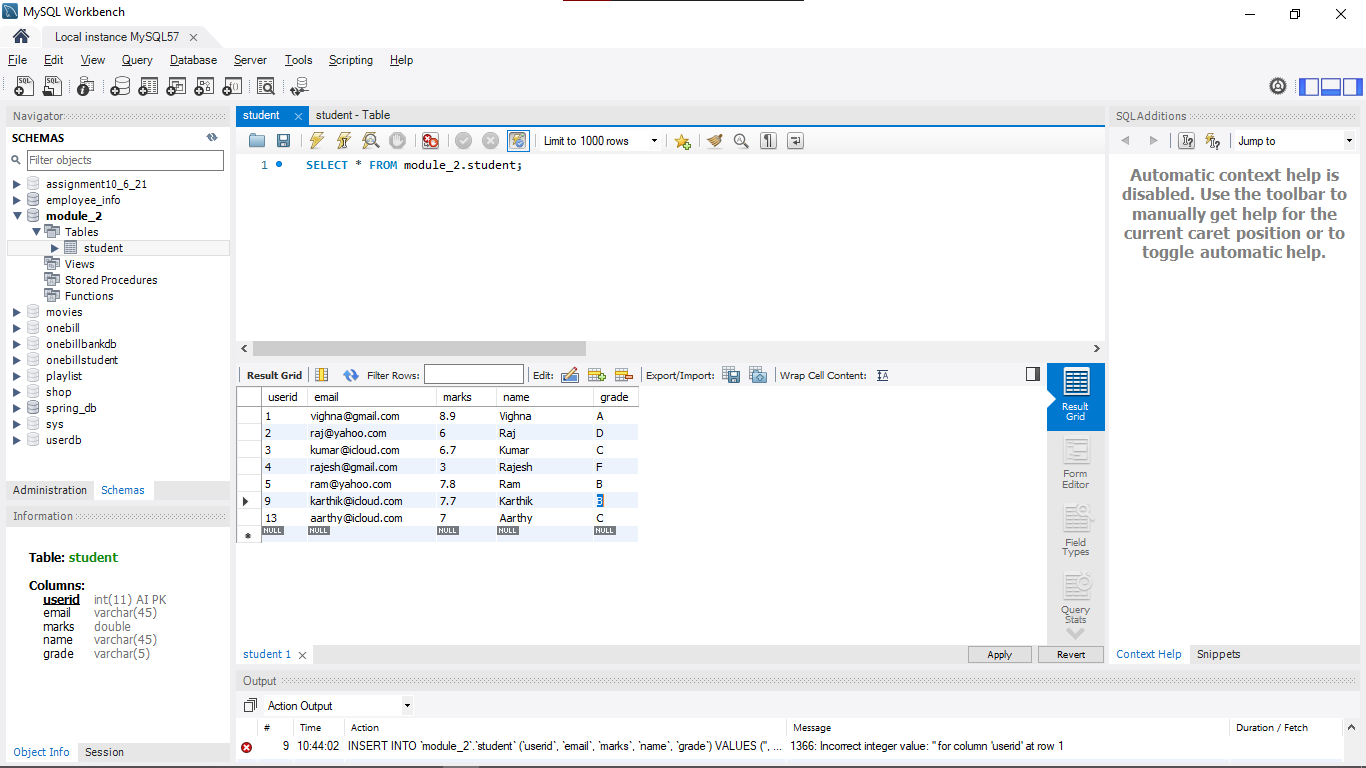 MySQL Workbench
Local instance MySQL57
File Edit View Query Database Server Tools Scripting Help
Navigator
SCHEMAS
Filter objects
assignment10_6_21
employee_info
module_2
Tables
student
Views
Stored Procedures
Functions
movies
onebill
onebillbankdb
onebillstudent
playlist
shop
spring_db
sys
userdb
Administration Schemas
Information
Table: student
Columns:
userid int(11) AI PK
email varchar(45)
marks double
name varchar(45)
grade varchar(5)
Object Info Session
student student - Table
Limit to 1000 rows
1 SELECT * FROM module_2.student;
Result Grid Filter Rows: Edit: Export/Import: Wrap Cell Content:
userid email marks name grade
1 vighna@gmail.com 8.9 Vighna A
2 raj@yahoo.com 6 Raj D
3 kumar@icloud.com 6.7 Kumar C
4 rajesh@gmail.com 3 Rajesh F
5 ram@yahoo.com 7.8 Ram B
9 karthik@icloud.com 7.7 Karthik B
13 aarthy@icloud.com 7 Aarthy C
NULL NULL NULL NULL NULL
Result
Grid
Form
Editor
Field
Types
Query
Stats
student 1 Apply Revert
SQLAdditions
Jump to
Automatic context help is
disabled. Use the toolbar to
manually get help for the
current caret position or to
toggle automatic help.
Context Help Snippets
Output
Action Output
# Time Action Message Duration / Fetch
9 10:44:02 INSERT INTO `module_2`.`student` (`userid`, `email`, `marks`, `name`, `grade`) VALUES ('', ... 1366: Incorrect integer value: '' for column 'userid' at row 1